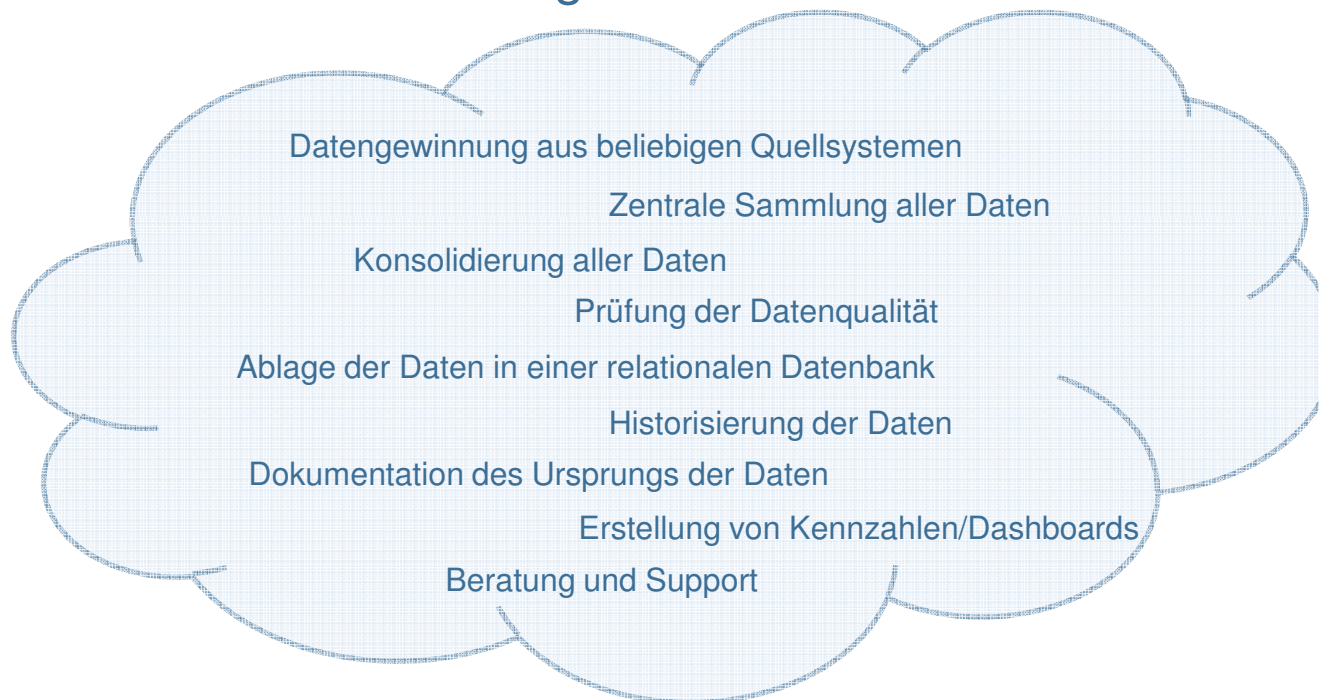 Datengewinnung aus beliebigen Quellsystemen
Zentrale Sammlung aller Daten
Konsolidierung aller Daten
Prüfung der Datenqualität
Ablage der Daten in einer relationalen Datenbank
Historisierung der Daten
Dokumentation des Ursprungs der Daten
Erstellung von Kennzahlen/Dashboards
Beratung und Support